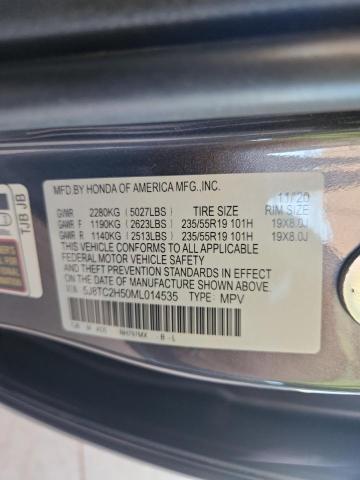 MFD.BY HONDA OF AMERICA MFG.,INC. 11/20
GVWR 2280KG (5027LBS) TIRE SIZE RIM SIZE
GAWR F 1190KG (2623LBS) 235/55R19 101H 19X8.0J
GAWR R 1140KG (2513LBS) 235/55R19 101H 19X8.0J
THIS VEHICLE CONFORMS TO ALL APPLICABLE
FEDERAL MOTOR VEHICLE SAFETY
AND THEFT PREVENTION STANDARDS IN EFFECT
ON THE DATE OF MANUFACTURE SHOWN ABOVE.
V.I.N. 5J8TC2H50ML014535 TYPE: MPV
NH797MX B - L
TJB JB